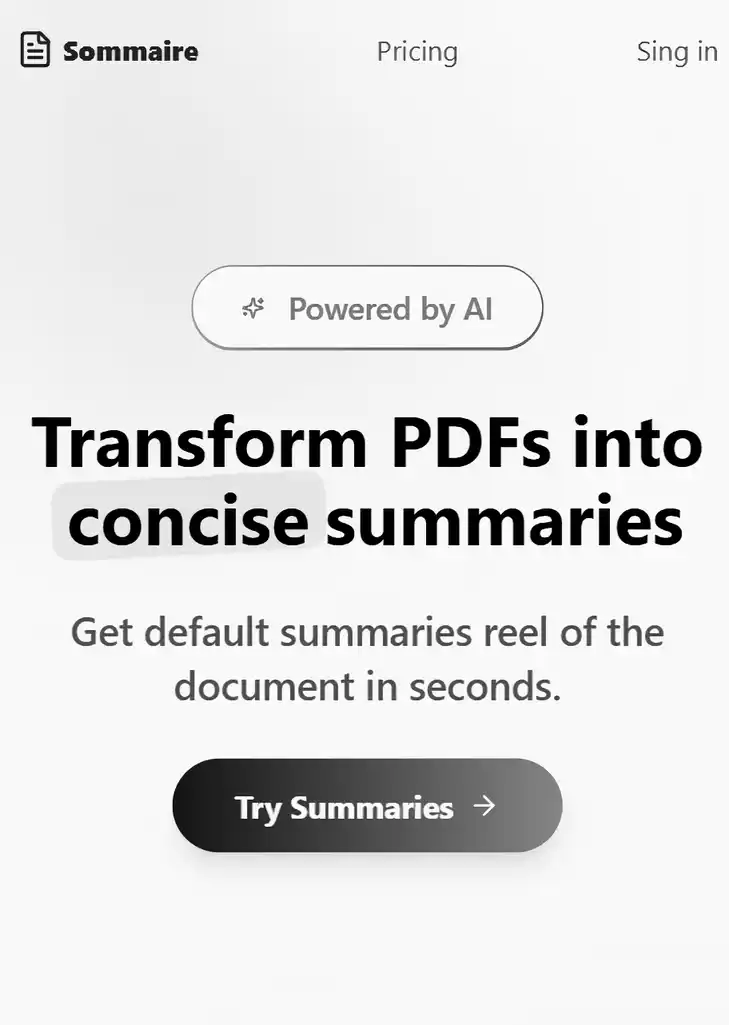 Sommaire
Pricing
Sing in
Powered by AI
Transform PDFs into
concise summaries
Get default summaries reel of the
document in seconds.
Try Summaries →